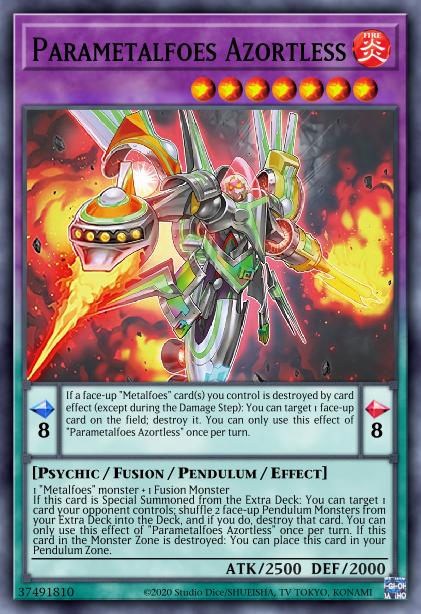 Parametalfoes Azortless
FIRE
炎
If a face-up "Metalfoes" card(s) you control is destroyed by card
effect (except during the Damage Step): You can target 1 face-up
card on the field; destroy it. You can only use this effect of
"Parametalfoes Azortless" once per turn.
8
8
[Psychic / Fusion / Pendulum / Effect]
1 "Metalfoes" monster + 1 Fusion Monster
If this card is Special Summoned from the Extra Deck: You can target 1
card your opponent controls; shuffle 2 face-up Pendulum Monsters from
your Extra Deck into the Deck, and if you do, destroy that card. You can
only use this effect of "Parametalfoes Azortless" once per turn. If this
card in the Monster Zone is destroyed: You can place this card in your
Pendulum Zone.
ATK/2500 DEF/2000
37491810
©2020 Studio Dice/SHUEISHA, TV TOKYO, KONAMI